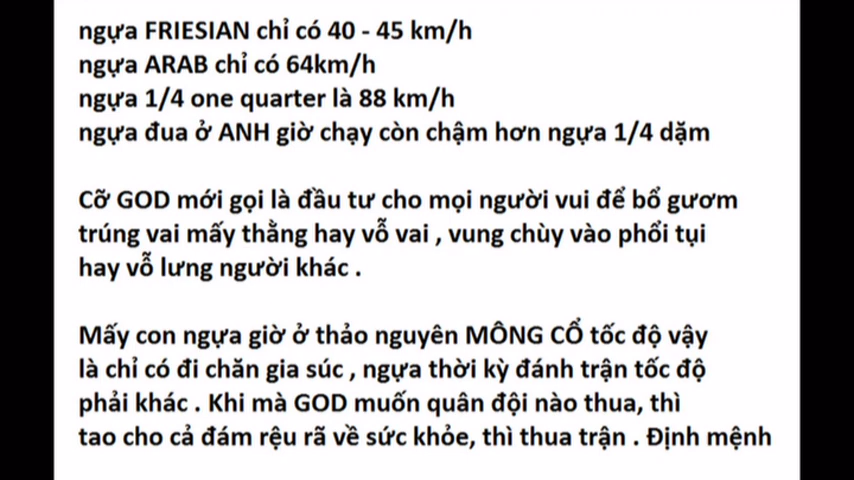 ngựa FRIESIAN chỉ có 40 - 45 km/h
ngựa ARAB chỉ có 64km/h
ngựa 1/4 one quarter là 88 km/h
ngựa đua ở ANH giờ chạy còn chậm hơn ngựa 1/4 dặm
Cỡ GOD mới gọi là đầu tư cho mọi người vui để bổ gươm
trúng vai mấy thằng hay vỗ vai , vung chùy vào phổi tụi
hay vỗ lưng người khác .
Mấy con ngựa giờ ở thảo nguyên MÔNG CỔ tốc độ vậy
là chỉ có đi chăn gia súc , ngựa thời kỳ đánh trận tốc độ
phải khác . Khi mà GOD muốn quân đội nào thua, thì
tao cho cả đám rệu rã về sức khỏe, thì thua trận . Định mệnh